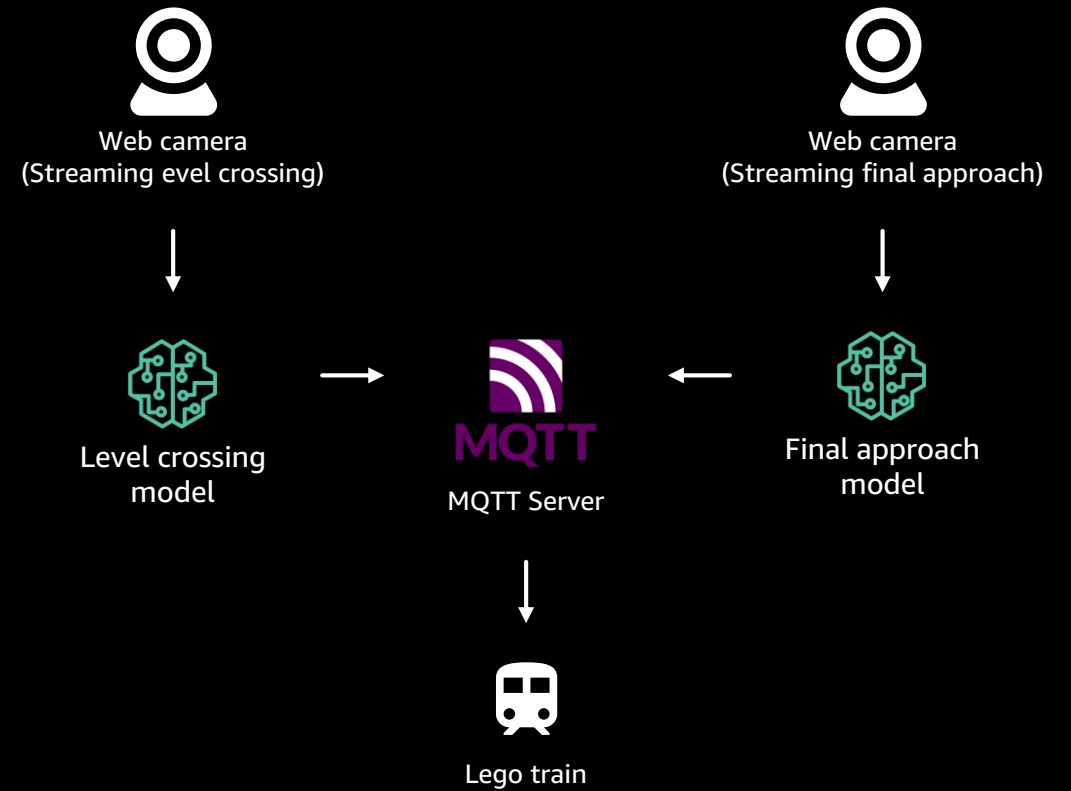 Web camera
(Streaming evel crossing)
Web camera
(Streaming final approach)
Level crossing
model
MQTT
MQTT Server
Final approach
model
Lego train